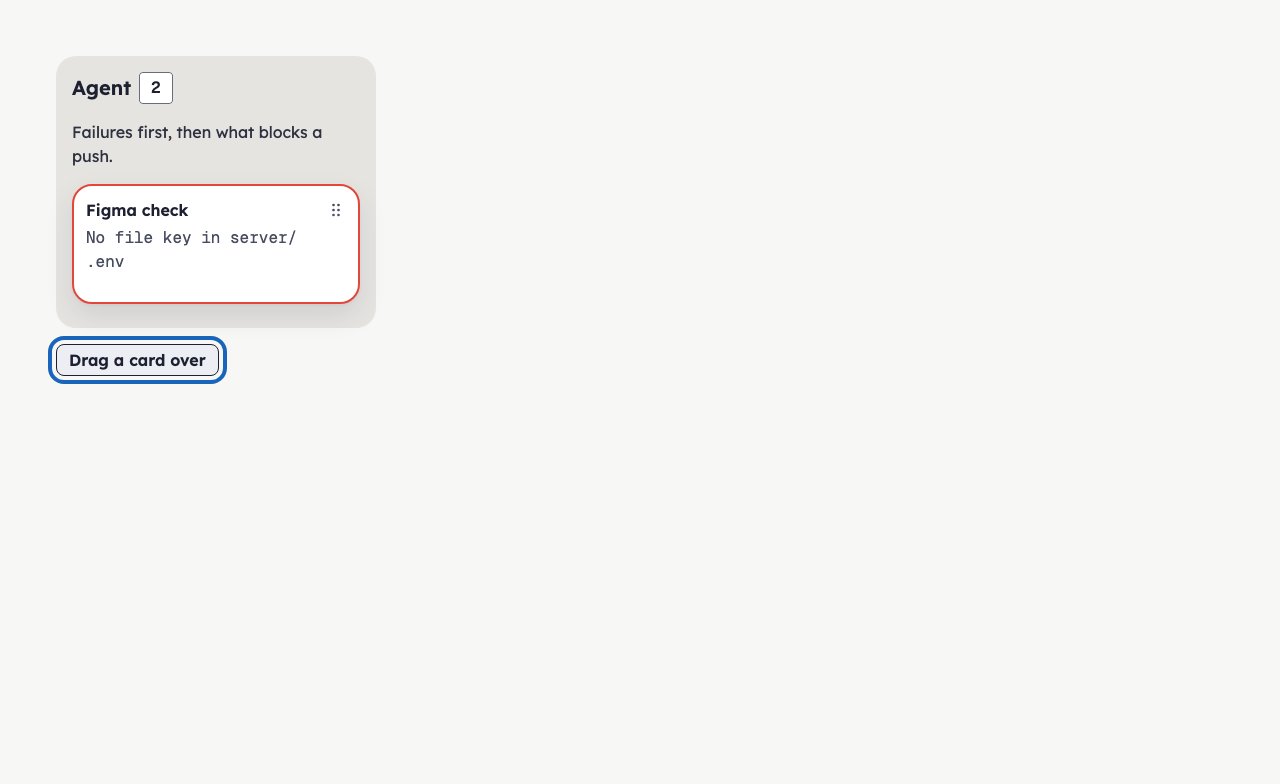 Agent 2
Failures first, then what blocks a
push.
Figma check
No file key in server/
.env
Drag a card over